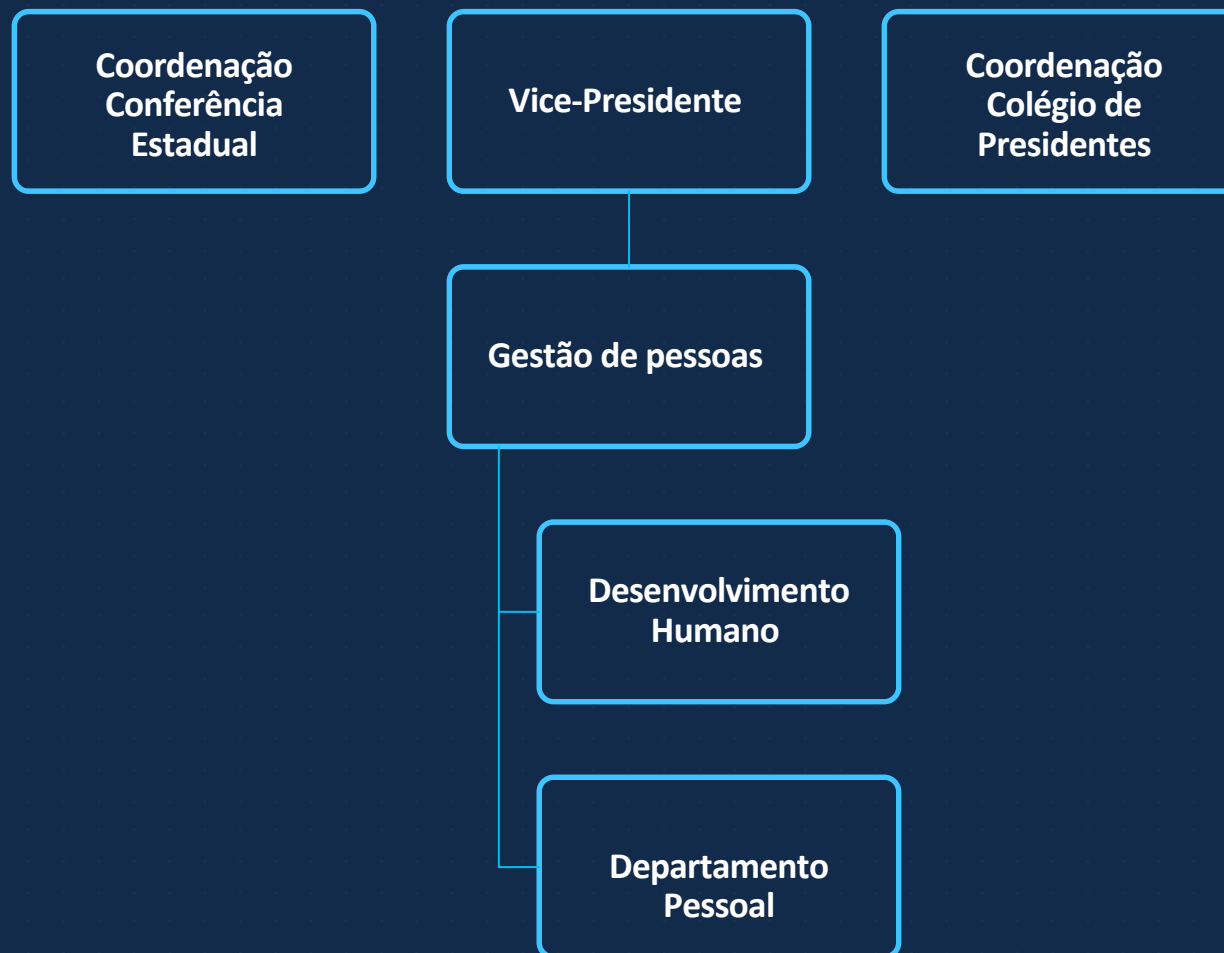 Coordenação
Conferência
Estadual
Vice-Presidente
Coordenação
Colégio de
Presidentes
Gestão de pessoas
Desenvolvimento
Humano
Departamento
Pessoal